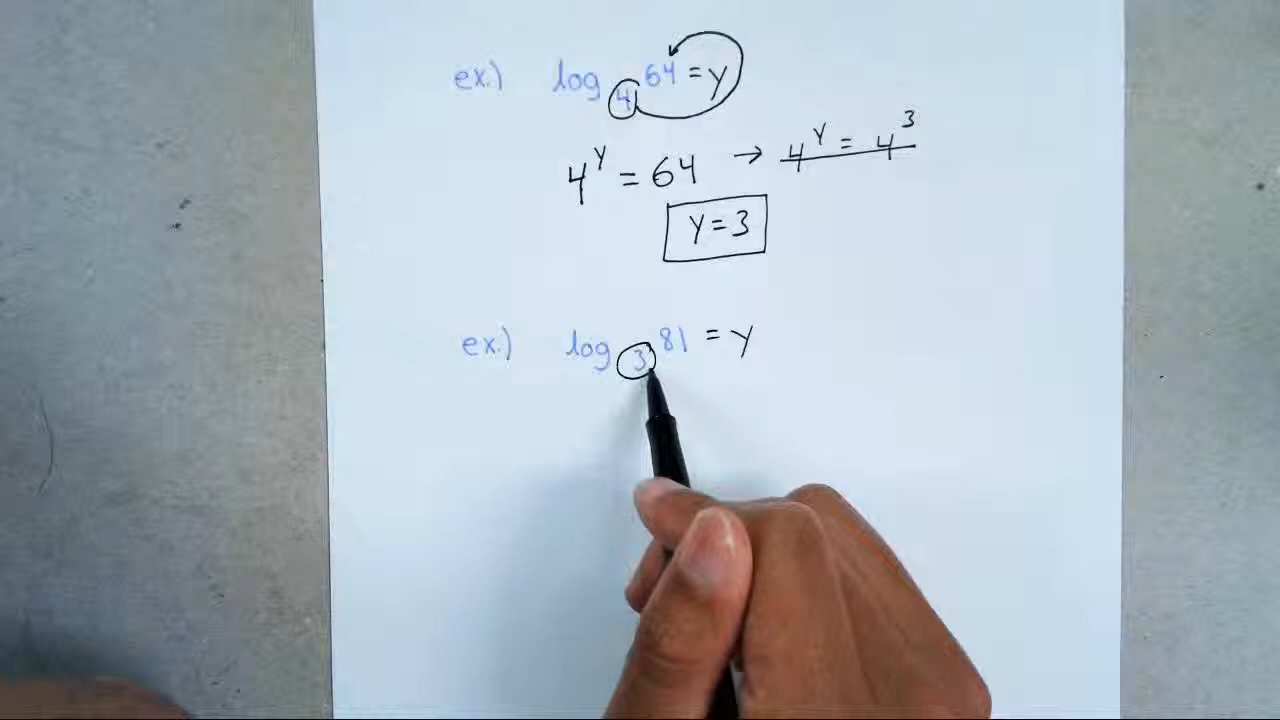 ex.) log₄ 64 = y
4^y = 64 → 4^y = 4^3
y = 3
ex.) log₃ 81 = y